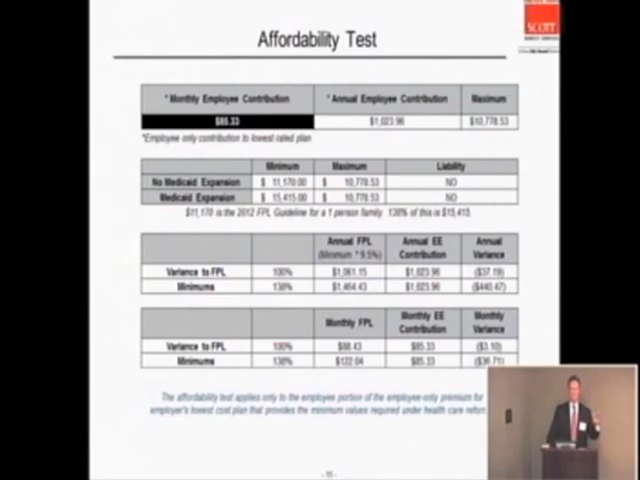 SCOTT
Affordability Test
* Monthly Employee Contribution * Annual Employee Contribution Maximum
$85.33 $1,023.96 $10,778.53
*Employee only contribution to lowest rated plan
Minimum Maximum Liability
No Medicaid Expansion $ 11,170.00 $ 10,778.53 NO
Medicaid Expansion $ 15,415.00 $ 10,778.53 NO
$11,170 is the 2012 FPL Guideline for a 1 person family. 138% of this is $15,415.
Annual FPL Annual EE Annual
(Minimum * 9.5%) Contribution Variance
Variance to FPL 100% $1,061.15 $1,023.96 ($37.19)
Minimums 138% $1,464.43 $1,023.96 ($440.47)
Monthly FPL Monthly EE Monthly
Contribution Variance
Variance to FPL 100% $88.43 $85.33 ($3.10)
Minimums 138% $122.04 $85.33 ($36.71)
The affordability test applies only to the employee portion of the employee-only premium for
employer's lowest cost plan that provides the minimum values required under health care reform